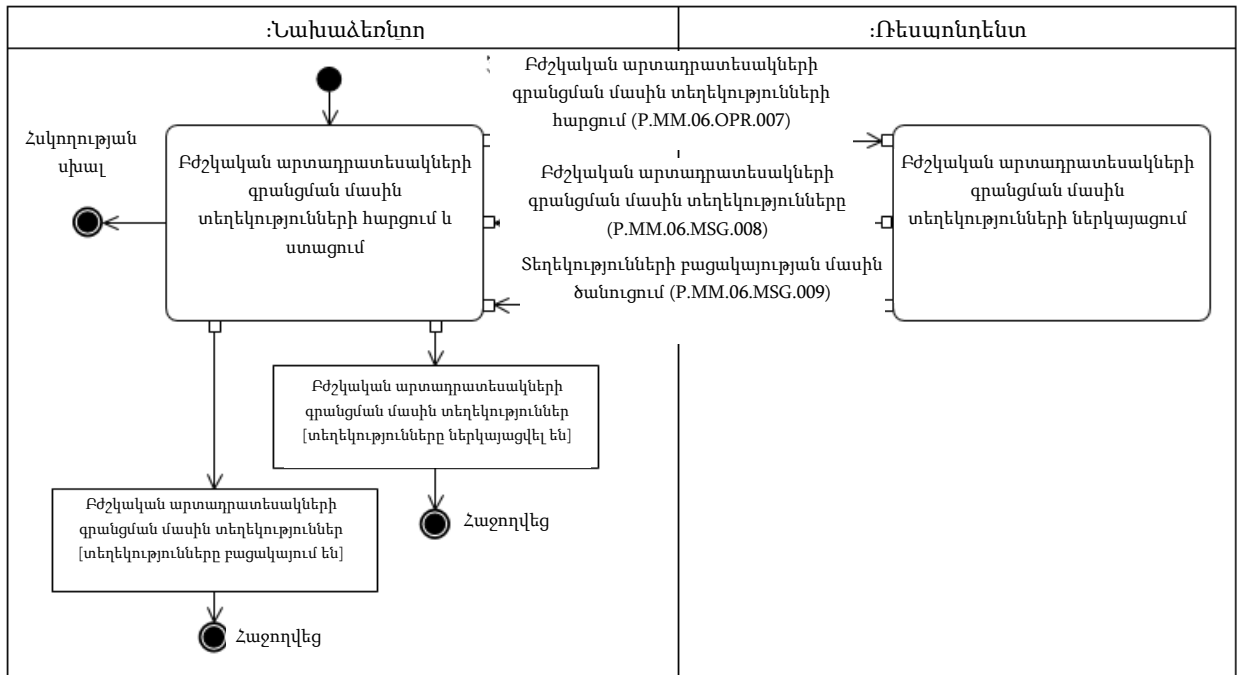 :Նախաձեռնող
:Ռեսպոնդենտ
Բժշկական արտադրատեսակների
գրանցման մասին տեղեկությունների
հարցում (P.MM.06.OPR.007)
Հսկողության
սխալ
Բժշկական արտադրատեսակների
գրանցման մասին
տեղեկությունների հարցում և
ստացում
Բժշկական արտադրատեսակների
գրանցման մասին տեղեկությունները
(P.MM.06.MSG.008)
Տեղեկությունների բացակայության մասին
ծանուցում (P.MM.06.MSG.009)
Բժշկական արտադրատեսակների
գրանցման մասին
տեղեկությունների ներկայացում
Բժշկական արտադրատեսակների
գրանցման մասին տեղեկություններ
[տեղեկությունները ներկայացվել են]
Բժշկական արտադրատեսակների
գրանցման մասին տեղեկություններ
[տեղեկությունները բացակայում են]
Հաջողվեց
Հաջողվեց